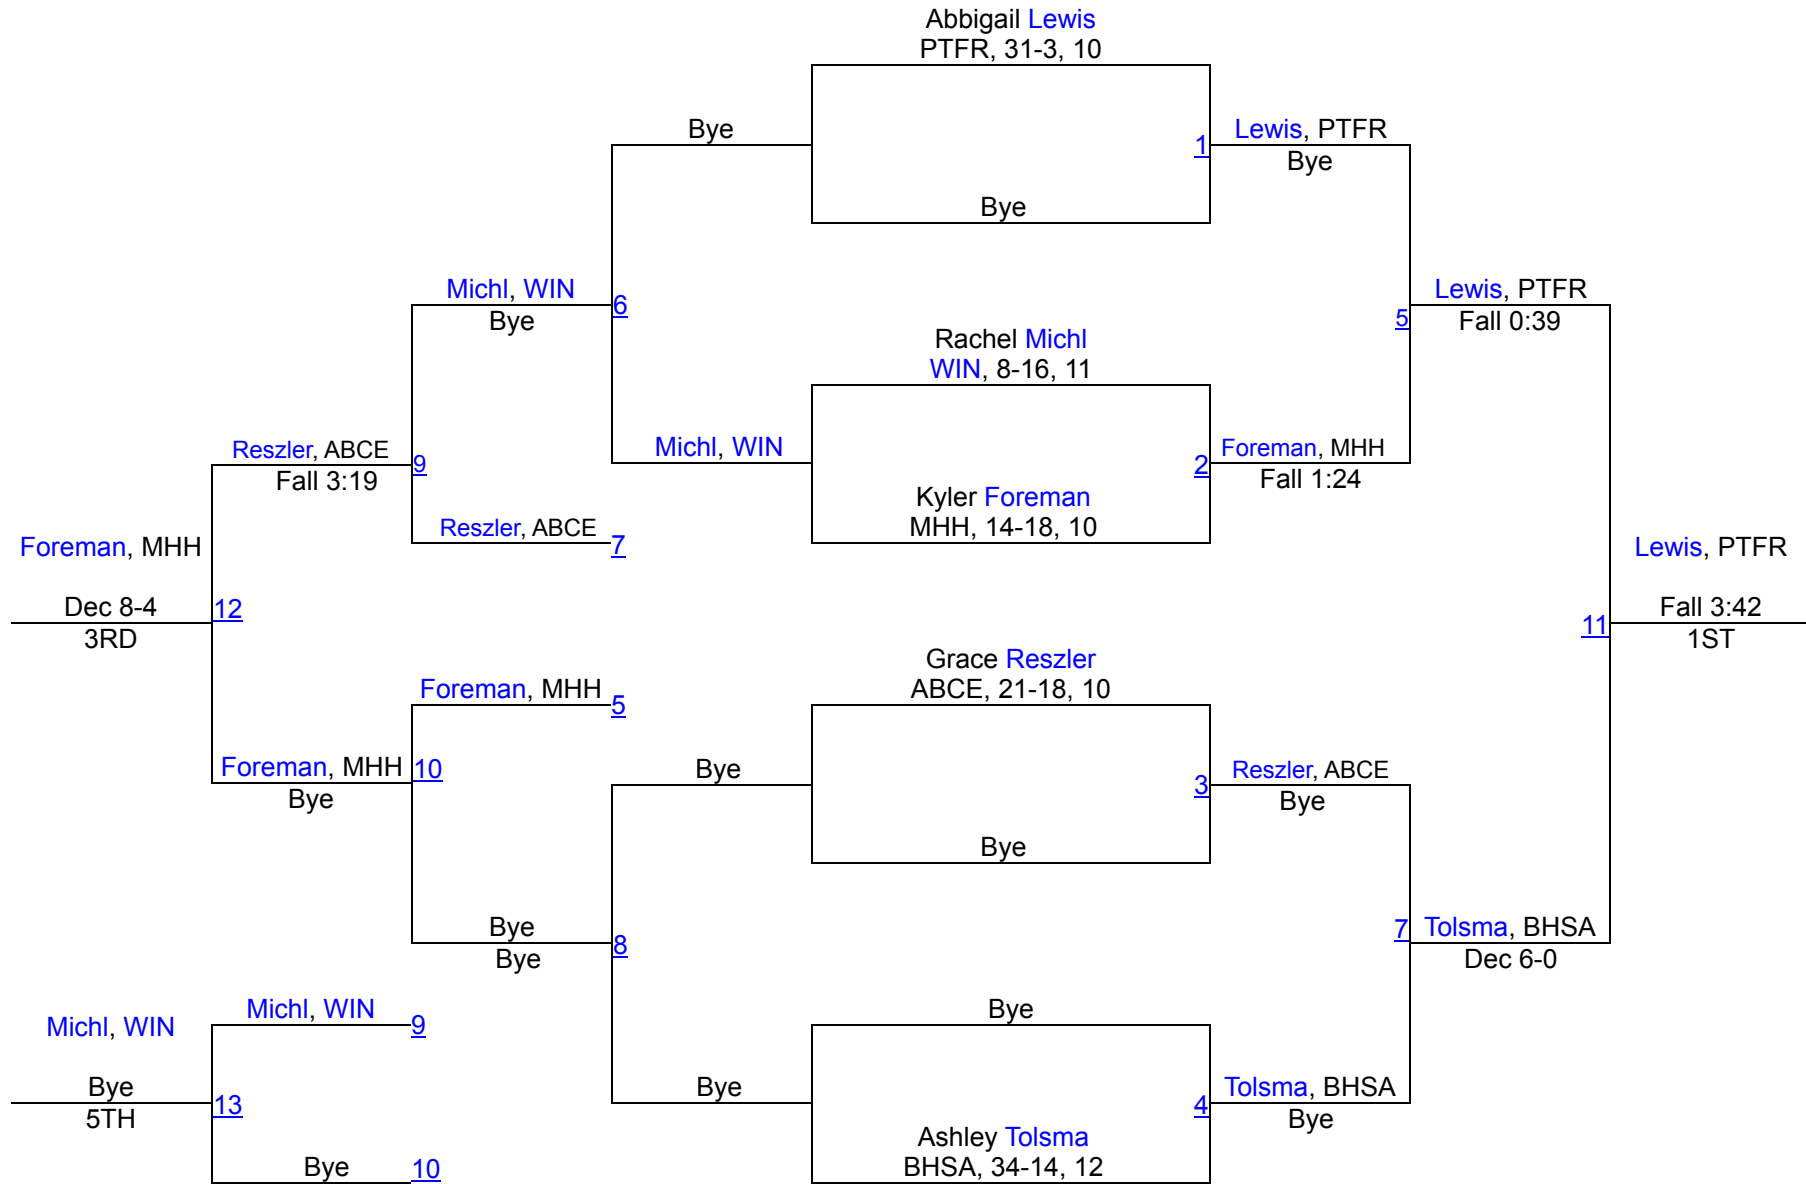 Abbigail Lewis
PTFR, 31-3, 10
Bye
1
Lewis, PTFR
Bye
Bye
Michl, WIN
Bye
6
Lewis, PTFR
Fall 0:39
5
Rachel Michl
WIN, 8-16, 11
Michl, WIN
2
Foreman, MHH
Fall 1:24
Reszler, ABCE
Fall 3:19
9
Kyler Foreman
MHH, 14-18, 10
Reszler, ABCE
7
Foreman, MHH
Dec 8-4
3RD
12
Lewis, PTFR
Fall 3:42
1ST
11
Grace Reszler
ABCE, 21-18, 10
Foreman, MHH
5
Foreman, MHH
Bye
10
Bye
3
Reszler, ABCE
Bye
Bye
Bye
Bye
8
7
Tolsma, BHSA
Dec 6-0
Michl, WIN
9
Michl, WIN
Bye
5TH
13
Bye
Bye
4
Tolsma, BHSA
Bye
Ashley Tolsma
BHSA, 34-14, 12
Bye
10